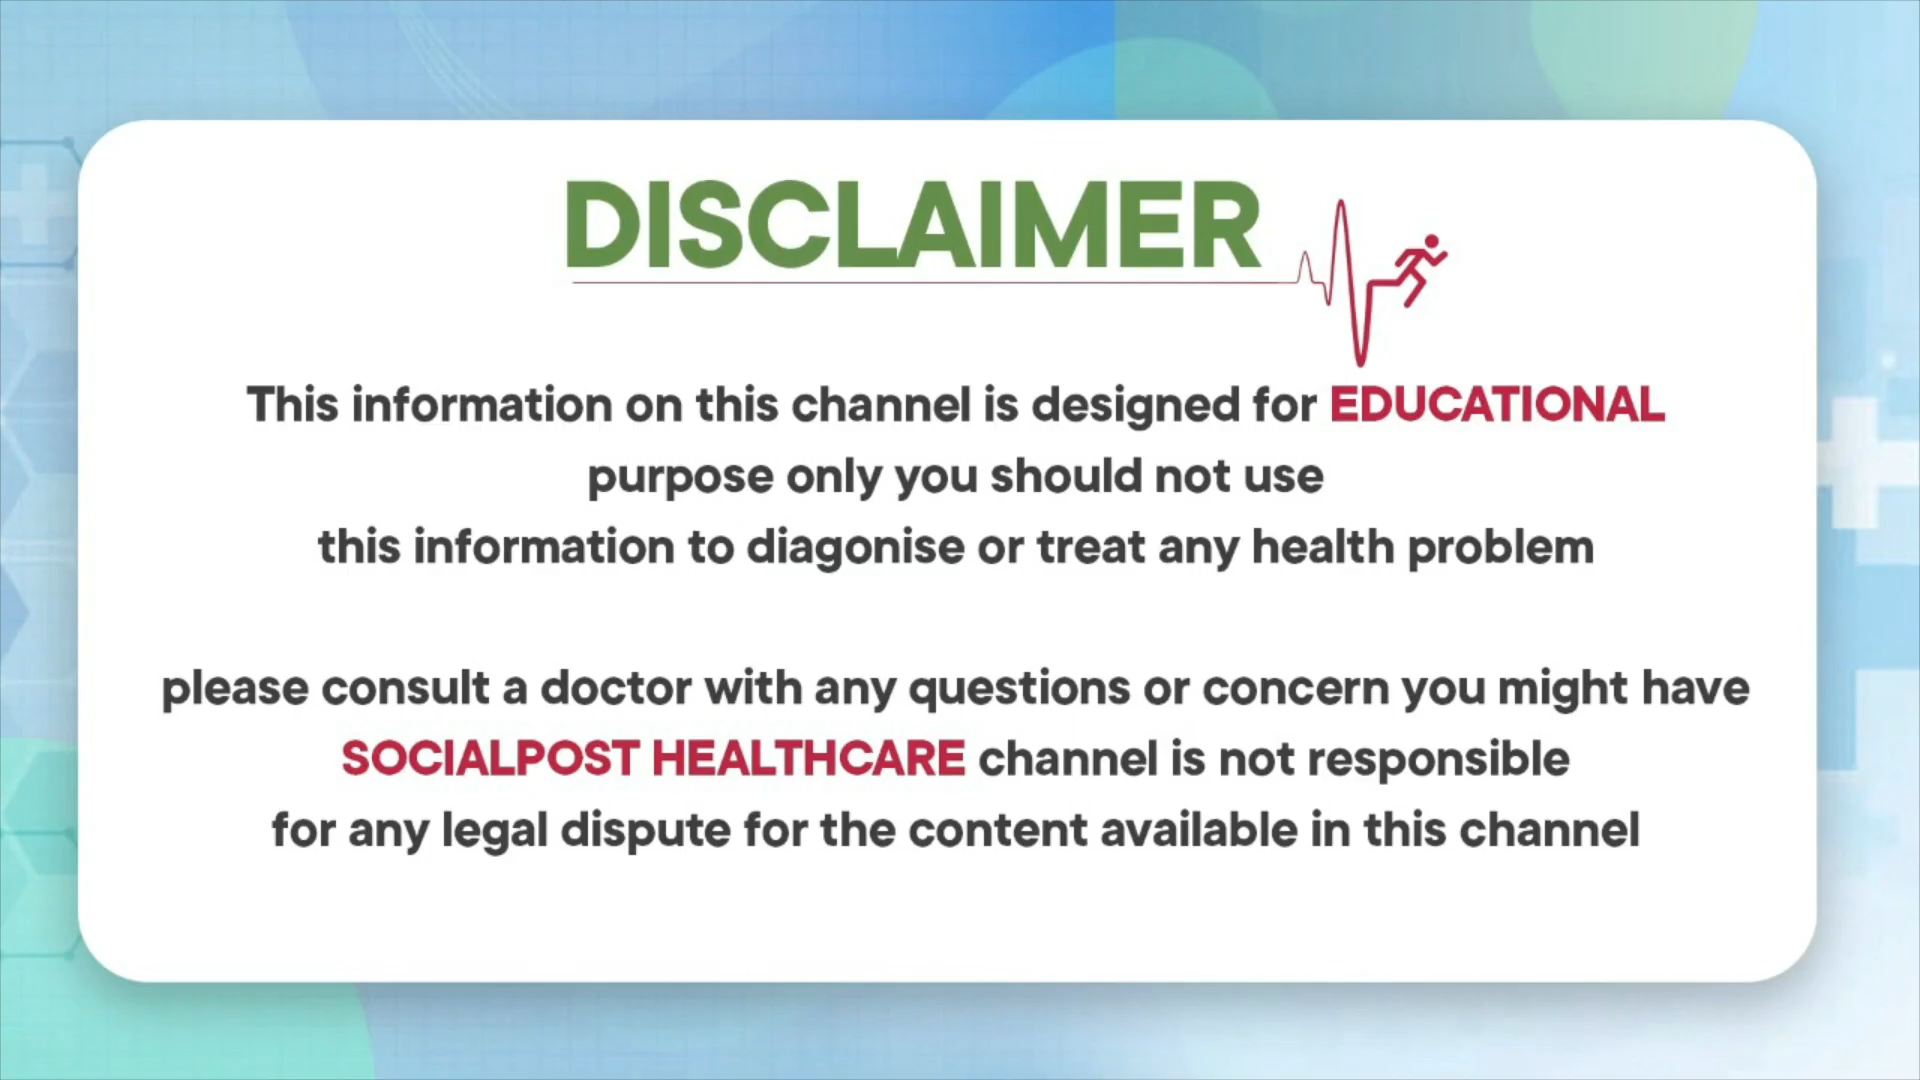 DISCLAIMER
This information on this channel is designed for EDUCATIONAL
purpose only you should not use
this information to diagonise or treat any health problem
please consult a doctor with any questions or concern you might have
SOCIALPOST HEALTHCARE channel is not responsible
for any legal dispute for the content available in this channel